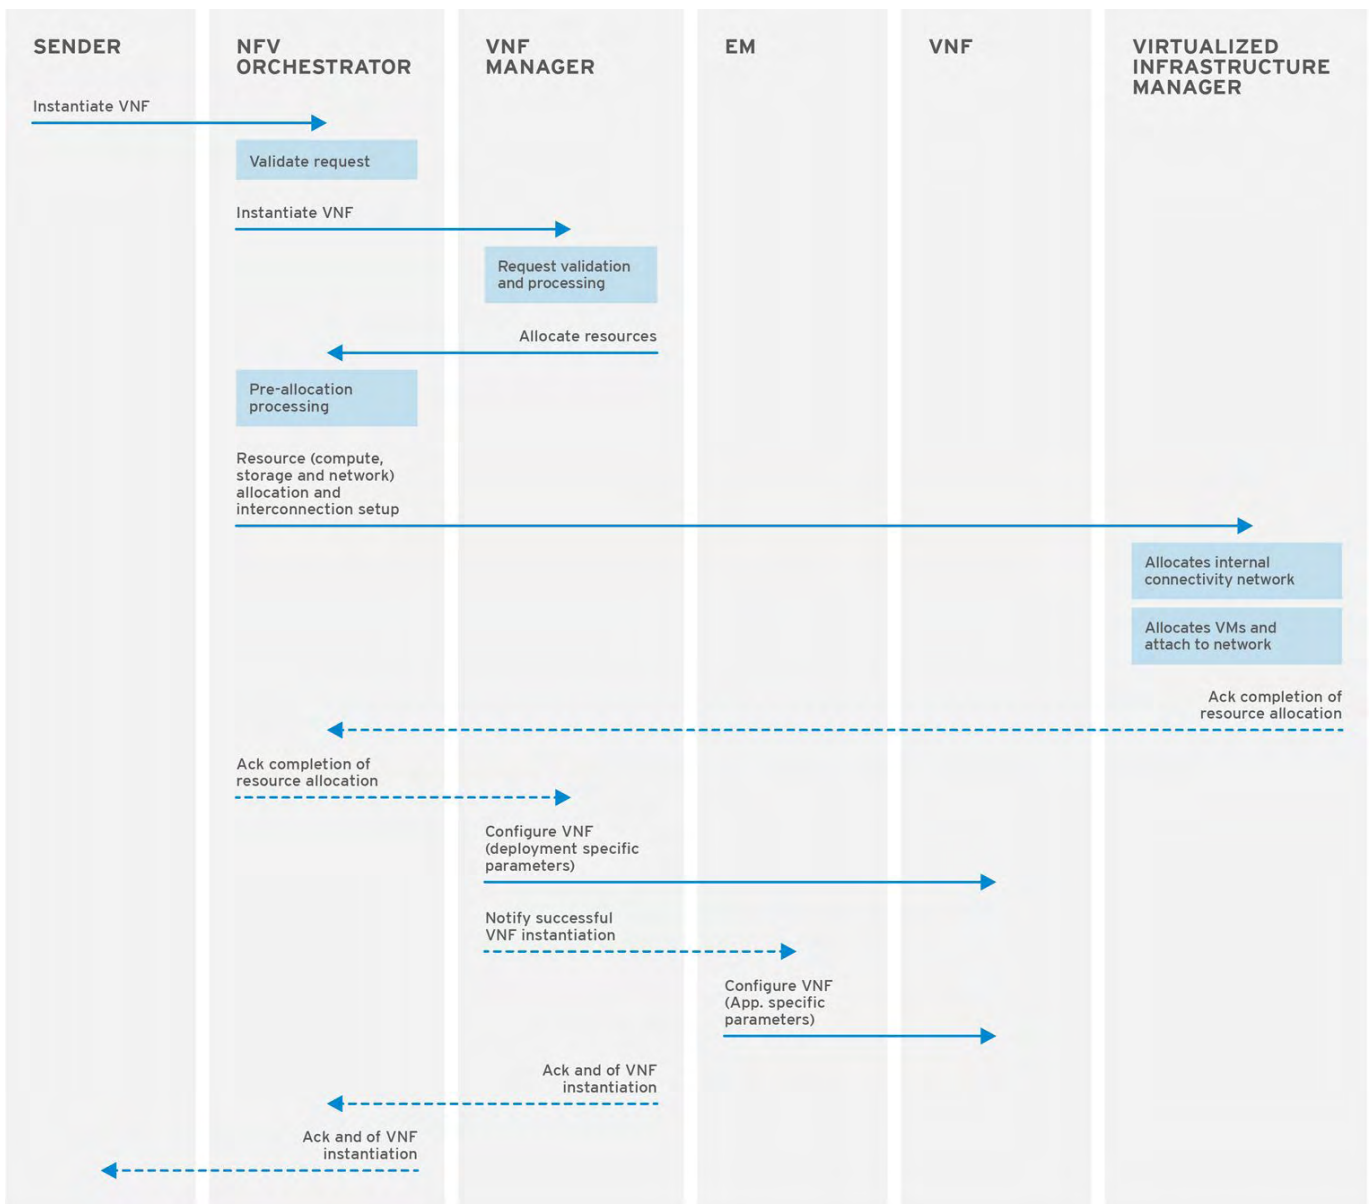 SENDER
NFV
ORCHESTRATOR
VNF
MANAGER
EM
VNF
VIRTUALIZED
INFRASTRUCTURE
MANAGER
Instantiate VNF
Validate request
Instantiate VNF
Request validation
and processing
Allocate resources
Pre-allocation
processing
Resource (compute,
storage and network)
allocation and
interconnection setup
Allocates internal
connectivity network
Allocates VMs and
attach to network
Ack completion of
resource allocation
Ack completion of
resource allocation
Configure VNF
(deployment specific
parameters)
Notify successful
VNF instantiation
Configure VNF
(App. specific
parameters)
Ack and of VNF
instantiation
Ack and of VNF
instantiation